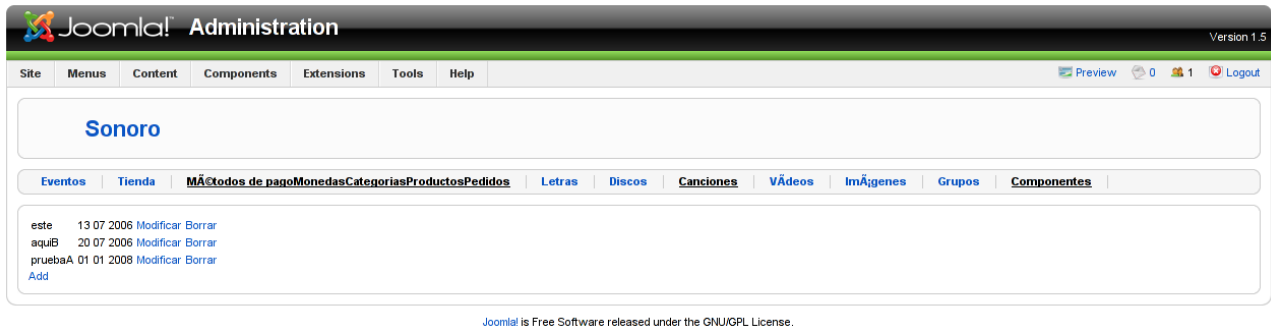 Joomla! Administration
Version 1.5
Site Menus Content Components Extensions Tools Help Preview 0 1 Logout
Sonoro
Eventos Tienda MÃ©todos de pagoMonedasCategoriasProductosPedidos Letras Discos Canciones VÃdeos ImÃ¡genes Grupos Componentes
este 13 07 2006 Modificar Borrar
aquiB 20 07 2006 Modificar Borrar
pruebaA 01 01 2008 Modificar Borrar
Add
Joomla! is Free Software released under the GNU/GPL License.